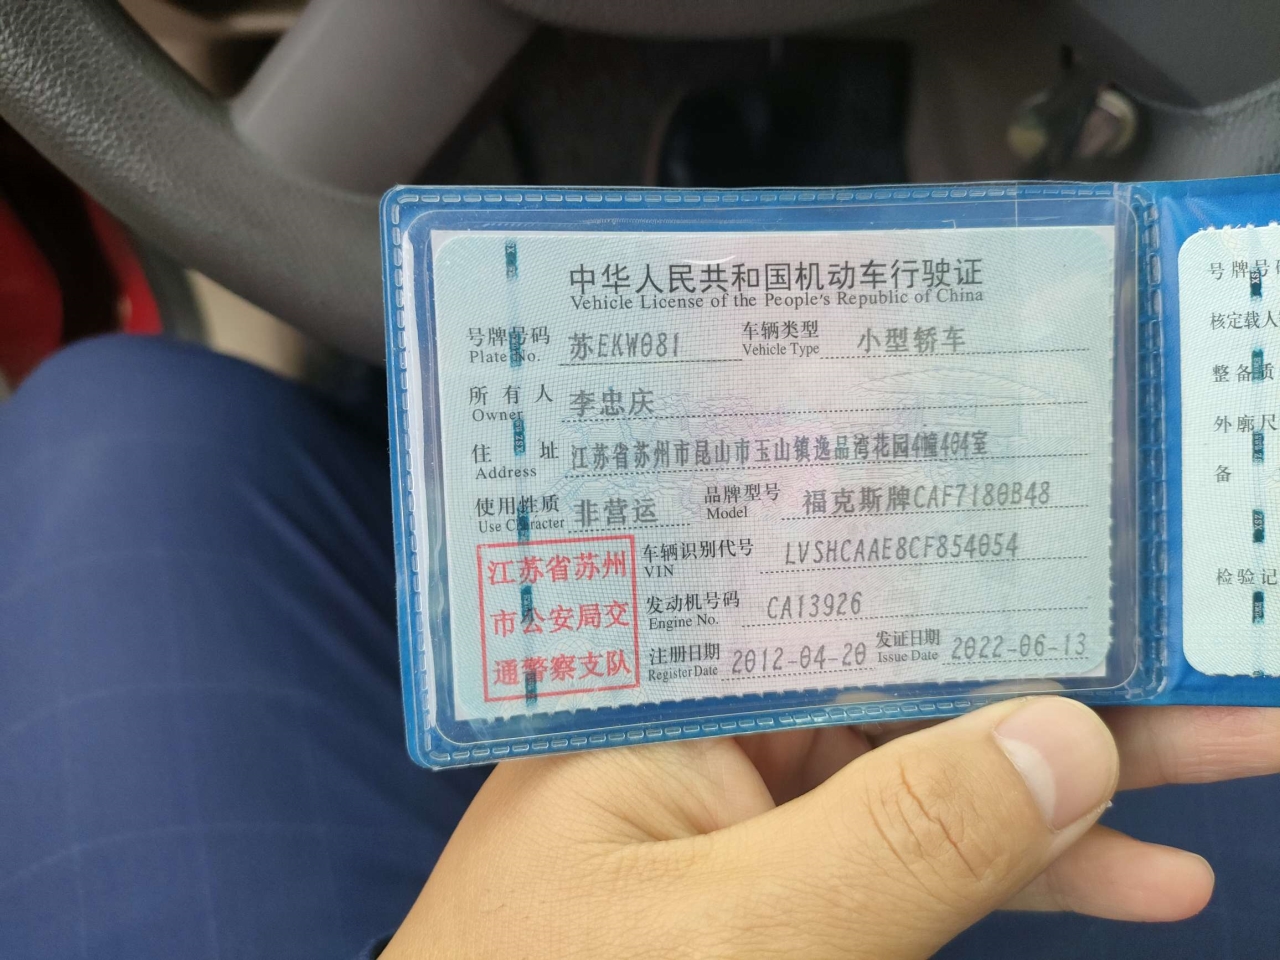 中华人民共和国机动车行驶证
Vehicle License of the People's Republic of China
号牌号码 苏EKW081 车辆类型 小型轿车
Plate No. Vehicle Type
所有人 李忠庆
Owner
住址 江苏省苏州市昆山市玉山镇逸品湾花园4幢404室
Address
使用性质 非营运 品牌型号 福克斯牌CAF7180B48
Use Character Model
车辆识别代号 LVSHCAAE8CF854054
VIN
发动机号码 CA13926
Engine No.
注册日期 2012-04-20 发证日期 2022-06-13
Register Date Issue Date
江苏省苏州
市公安局交
通警察支队
号牌号码
核定载人
整备质
外廓尺
备
检验记